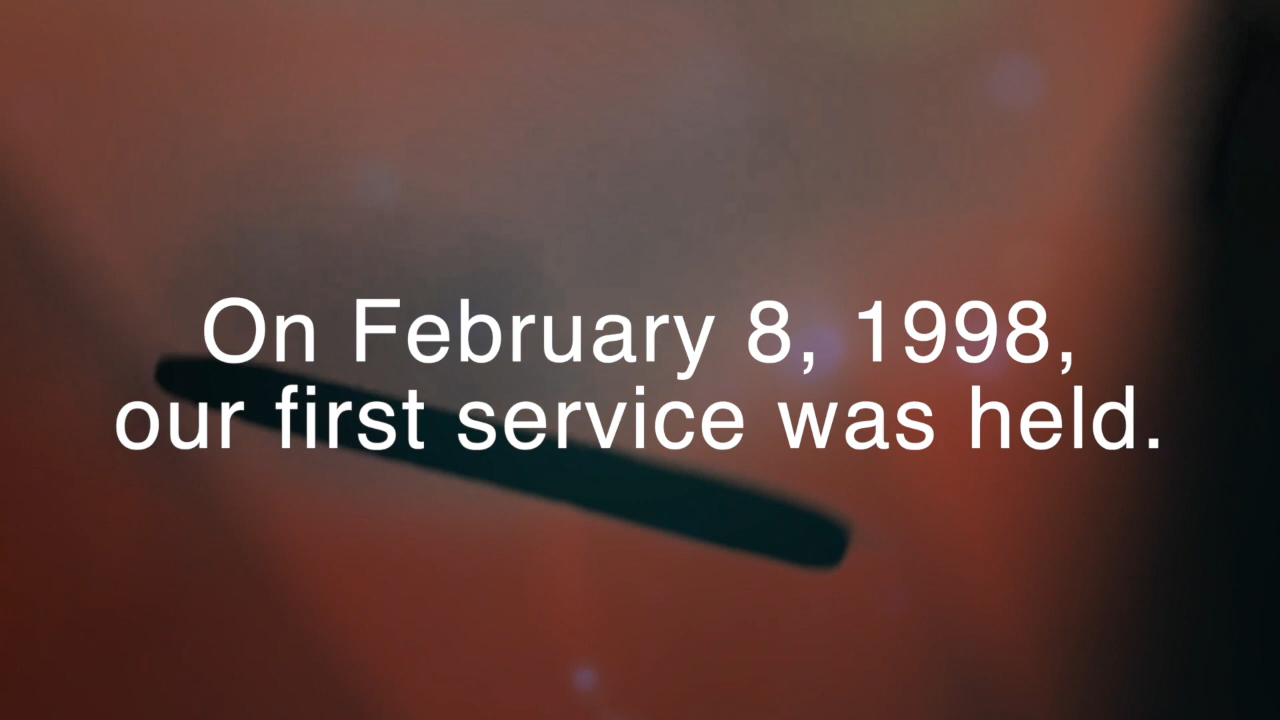 On February 8, 1998,
our first service was held.